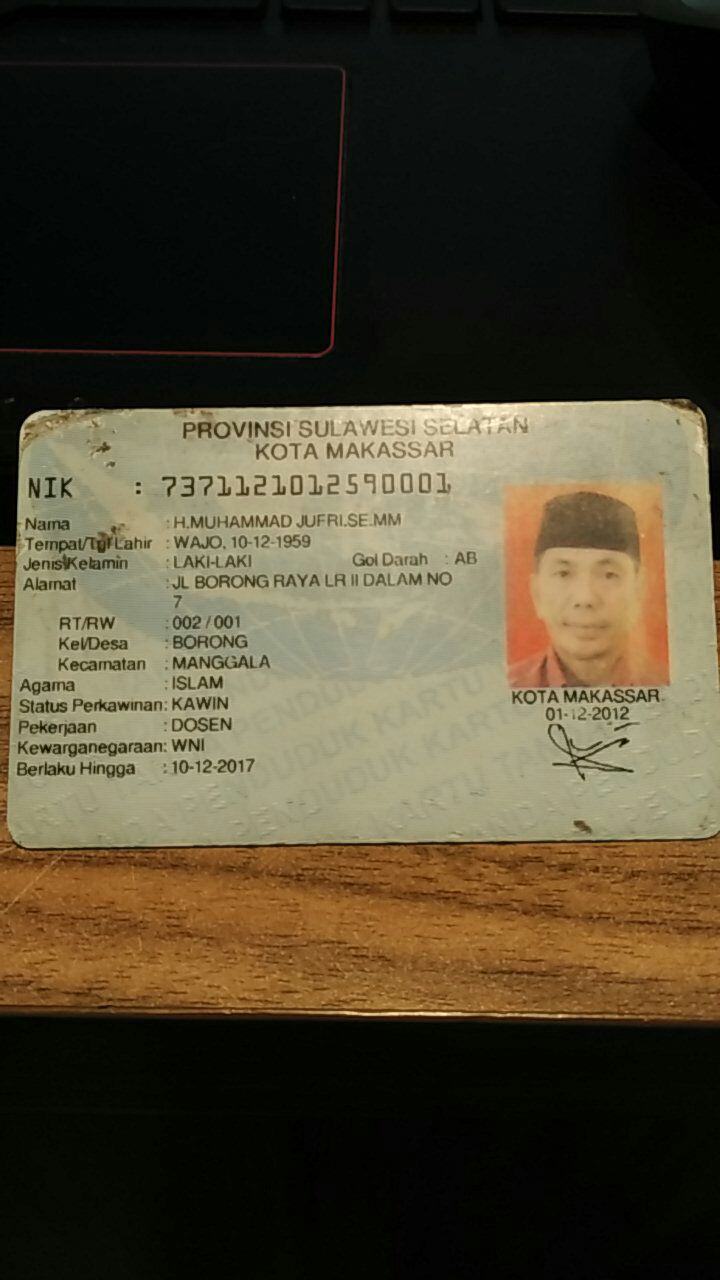 PROVINSI SULAWESI SELATAN
KOTA MAKASSAR
NIK : 7371121012590001
Nama : H.MUHAMMAD JUFRI.SE.MM
Tempat/Tgl Lahir : WAJO, 10-12-1959
Jenis Kelamin : LAKI-LAKI Gol Darah : AB
Alamat : JL BORONG RAYA LR II DALAM NO
7
RT/RW : 002 / 001
Kel/Desa : BORONG
Kecamatan : MANGGALA
Agama : ISLAM
Status Perkawinan: KAWIN
Pekerjaan : DOSEN
Kewarganegaraan: WNI
Berlaku Hingga : 10-12-2017
KOTA MAKASSAR
01-12-2012